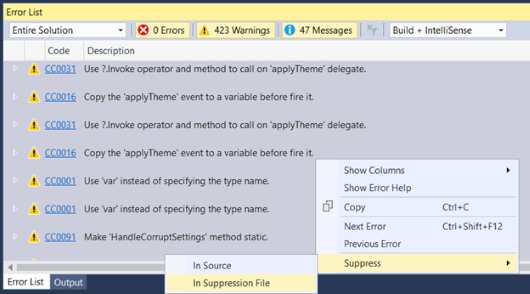 Error List
Entire Solution 0 Errors 423 Warnings 47 Messages Build + IntelliSense
Code Description
CC0031 Use ?.Invoke operator and method to call on 'applyTheme' delegate.
CC0016 Copy the 'applyTheme' event to a variable before fire it.
CC0031 Use ?.Invoke operator and method to call on 'applyTheme' delegate.
CC0016 Copy the 'applyTheme' event to a variable before fire it.
CC0001 Use 'var' instead of specifying the type name.
CC0001 Use 'var' instead of specifying the type name.
CC0091 Make 'HandleCorruptSettings' method static.
Show Columns
Show Error Help
Copy Ctrl+C
Next Error Ctrl+Shift+F12
Previous Error
Suppress
In Source
In Suppression File
Error List Output